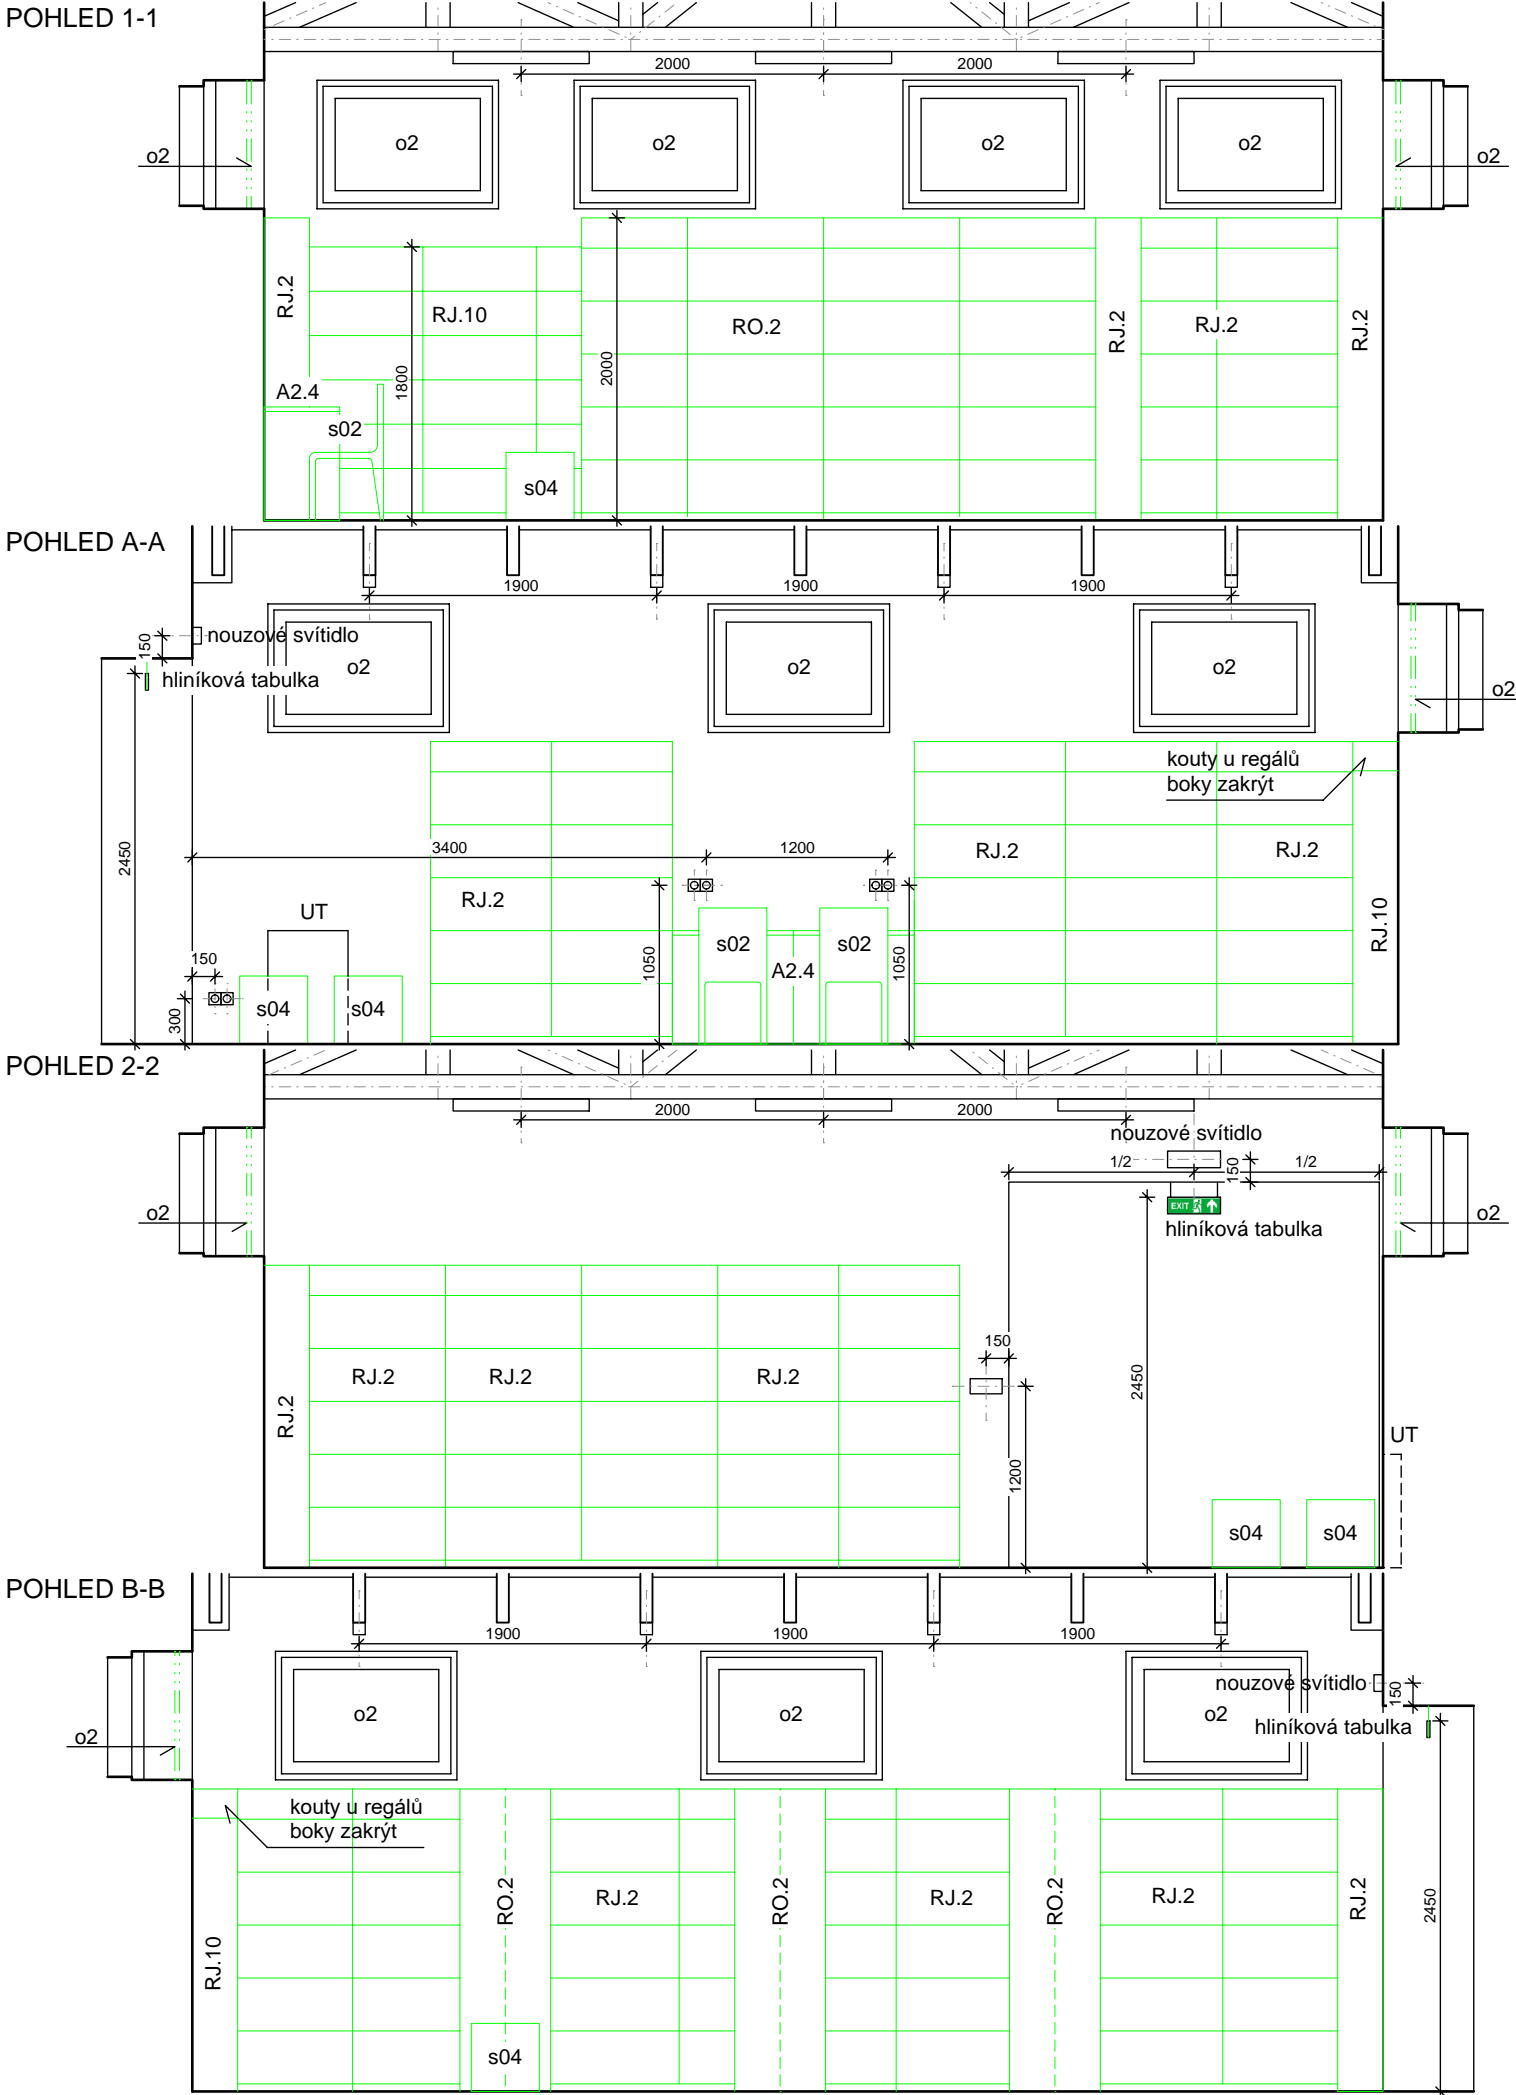 POHLED 1-1
2000 2000
o2 o2 o2 o2
o2 o2
RJ.2 RJ.10 RO.2 RJ.2 RJ.2 RJ.2
1800 2000
A2.4
s02
s04
POHLED A-A
1900 1900 1900
150 nouzové svítidlo
o2 o2 o2
hliníková tabulka
o2
kouty u regálů
boky zakrýt
2450
3400 1200
RJ.2 RJ.2
RJ.2
UT
RJ.10
s02 s02
150
1050 A2.4 1050
300 s04 s04
POHLED 2-2
2000 2000
nouzové svítidlo
1/2 150 1/2
EXIT
o2 o2
hliníková tabulka
150
RJ.2 RJ.2 RJ.2
RJ.2
2450
UT
1200
s04 s04
POHLED B-B
1900 1900 1900
nouzové svítidlo 150
o2 o2 o2
hliníková tabulka
o2
kouty u regálů
boky zakrýt
RJ.10 RO.2 RJ.2 RO.2 RJ.2 RO.2 RJ.2 RJ.2
2450
s04